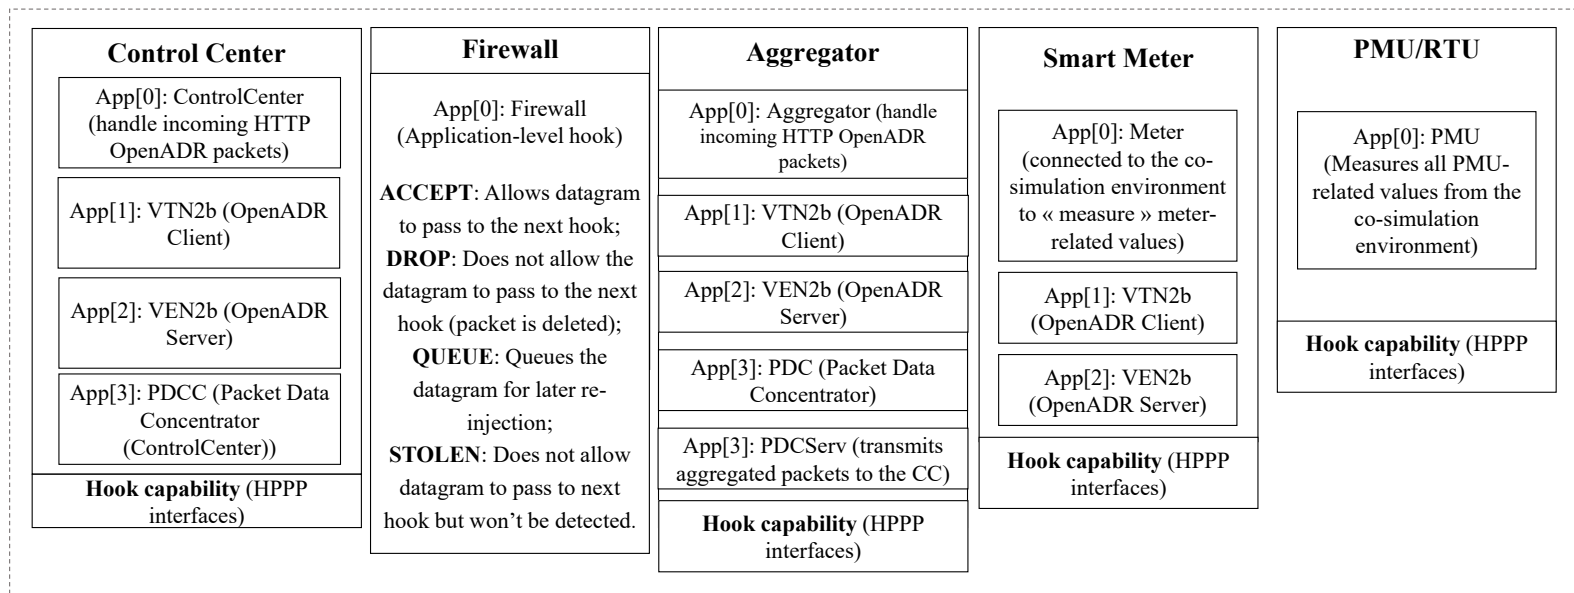 Control Center
App[0]: ControlCenter
(handle incoming HTTP
OpenADR packets)
App[1]: VTN2b (OpenADR
Client)
App[2]: VEN2b (OpenADR
Server)
App[3]: PDCC (Packet Data
Concentrator
(ControlCenter))
Hook capability (HPPP
interfaces)
Firewall
App[0]: Firewall
(Application-level hook)
ACCEPT: Allows datagram
to pass to the next hook;
DROP: Does not allow the
datagram to pass to the next
hook (packet is deleted);
QUEUE: Queues the
datagram for later re-
injection;
STOLEN: Does not allow
datagram to pass to next
hook but won’t be detected.
Aggregator
App[0]: Aggregator (handle
incoming HTTP OpenADR
packets)
App[1]: VTN2b (OpenADR
Client)
App[2]: VEN2b (OpenADR
Server)
App[3]: PDC (Packet Data
Concentrator)
App[3]: PDCServ (transmits
aggregated packets to the CC)
Hook capability (HPPP
interfaces)
Smart Meter
App[0]: Meter
(connected to the co-
simulation environment
to « measure » meter-
related values)
App[1]: VTN2b
(OpenADR Client)
App[2]: VEN2b
(OpenADR Server)
Hook capability (HPPP
interfaces)
PMU/RTU
App[0]: PMU
(Measures all PMU-
related values from the
co-simulation
environment)
Hook capability (HPPP
interfaces)